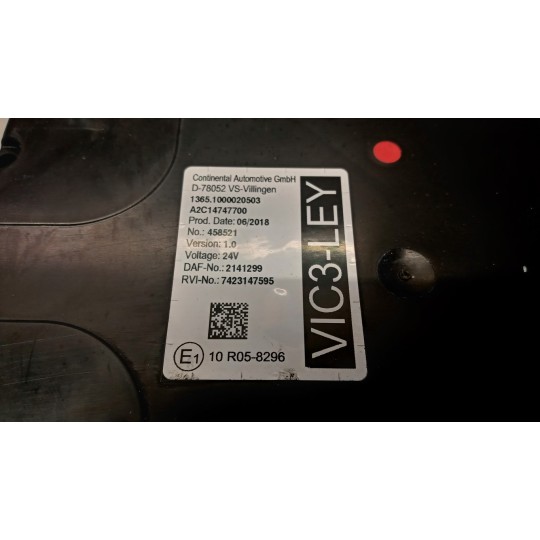 Continental Automotive GmbH
D-78052 VS-Villingen
1365.1000020503
A2C14747700
Prod. Date: 06/2018
No.: 458521
Version: 1.0
Voltage: 24V
DAF-No.: 2141299
RVI-No.: 7423147595
E1 10 R05-8296
VIC3-LEY